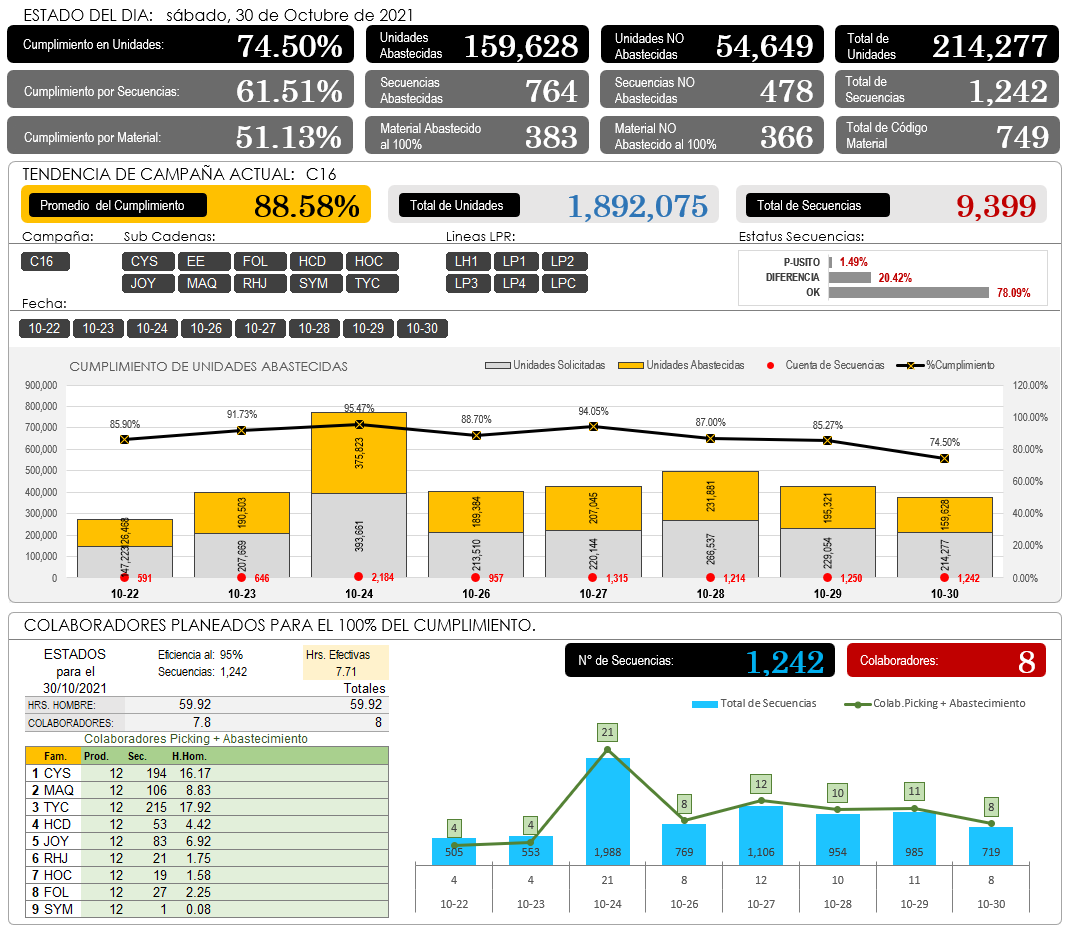 ESTADO DEL DIA: sábado, 30 de Octubre de 2021
Cumplimiento en Unidades: 74.50%
Unidades Abastecidas 159,628
Unidades NO Abastecidas 54,649
Total de Unidades 214,277
Cumplimiento por Secuencias: 61.51%
Secuencias Abastecidas 764
Secuencias NO Abastecidas 478
Total de Secuencias 1,242
Cumplimiento por Material: 51.13%
Material Abastecido al 100% 383
Material NO Abastecido al 100% 366
Total de Código Material 749
TENDENCIA DE CAMPAÑA ACTUAL: C16
Promedio del Cumplimiento 88.58%
Total de Unidades 1,892,075
Total de Secuencias 9,399
Campaña: Sub Cadenas: Lineas LPR: Estatus Secuencias:
C16
CYS EE FOL HCD HOC
JOY MAQ RHJ SYM TYC
LH1 LP1 LP2
LP3 LP4 LPC
P-USITO 1.49%
DIFERENCIA 20.42%
OK 78.09%
Fecha:
10-22 10-23 10-24 10-26 10-27 10-28 10-29 10-30
CUMPLIMIENTO DE UNIDADES ABASTECIDAS
Unidades Solicitadas Unidades Abastecidas Cuenta de Secuencias %Cumplimiento
900,000
800,000
700,000
600,000
500,000
400,000
300,000
200,000
100,000
0
120.00%
100.00%
80.00%
60.00%
40.00%
20.00%
0.00%
85.90% 91.73% 95.47% 88.70% 94.05% 87.00% 85.27% 74.50%
126,468 190,503 375,823 189,384 207,045 231,881 195,321 159,628
147,223 207,669 393,661 213,510 220,144 266,537 229,054 214,277
591 646 2,184 957 1,315 1,214 1,250 1,242
10-22 10-23 10-24 10-26 10-27 10-28 10-29 10-30
COLABORADORES PLANEADOS PARA EL 100% DEL CUMPLIMIENTO.
ESTADOS
para el
30/10/2021
Eficiencia al: 95%
Secuencias: 1,242
Hrs. Efectivas
7.71
Totales
HRS. HOMBRE: 59.92 59.92
COLABORADORES: 7.8 8
Colaboradores Picking + Abastecimiento
Fam. Prod. Sec. H.Hom.
1 CYS 12 194 16.17
2 MAQ 12 106 8.83
3 TYC 12 215 17.92
4 HCD 12 53 4.42
5 JOY 12 83 6.92
6 RHJ 12 21 1.75
7 HOC 12 19 1.58
8 FOL 12 27 2.25
9 SYM 12 1 0.08
N° de Secuencias: 1,242
Colaboradores: 8
Total de Secuencias Colab.Picking + Abastecimiento
4 4 21 8 12 10 11 8
505 553 1,988 769 1,106 954 985 719
4 4 21 8 12 10 11 8
10-22 10-23 10-24 10-26 10-27 10-28 10-29 10-30